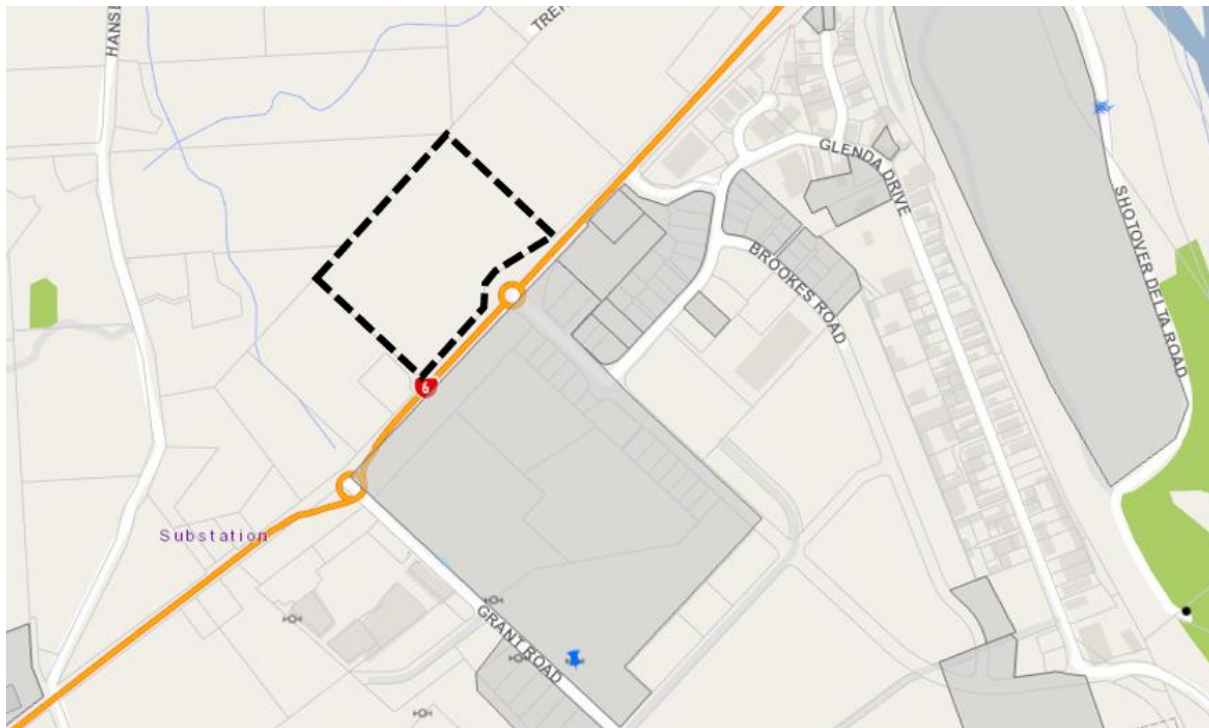 HANS
TRE
GLENDA DRIVE
SHOTOVER DELTA ROAD
BROOKES ROAD
6
Substation
GRANT ROAD